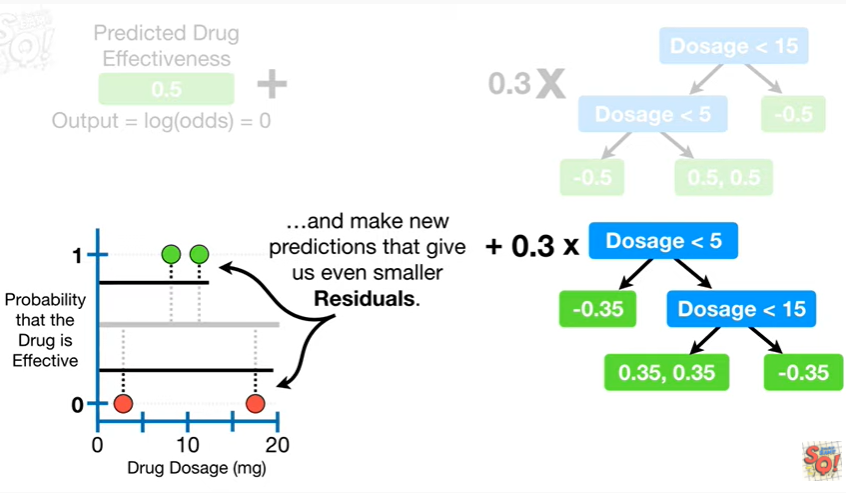 Predicted Drug
Effectiveness
0.5
+
Output = log(odds) = 0
0.3 X
Dosage < 15
Dosage < 5
-0.5
-0.5
0.5, 0.5
…and make new
predictions that give
us even smaller
Residuals.
+ 0.3 x
Dosage < 5
-0.35
Dosage < 15
0.35, 0.35
-0.35
Probability
that the
Drug is
Effective
1
0
0
10
20
Drug Dosage (mg)
SQ!